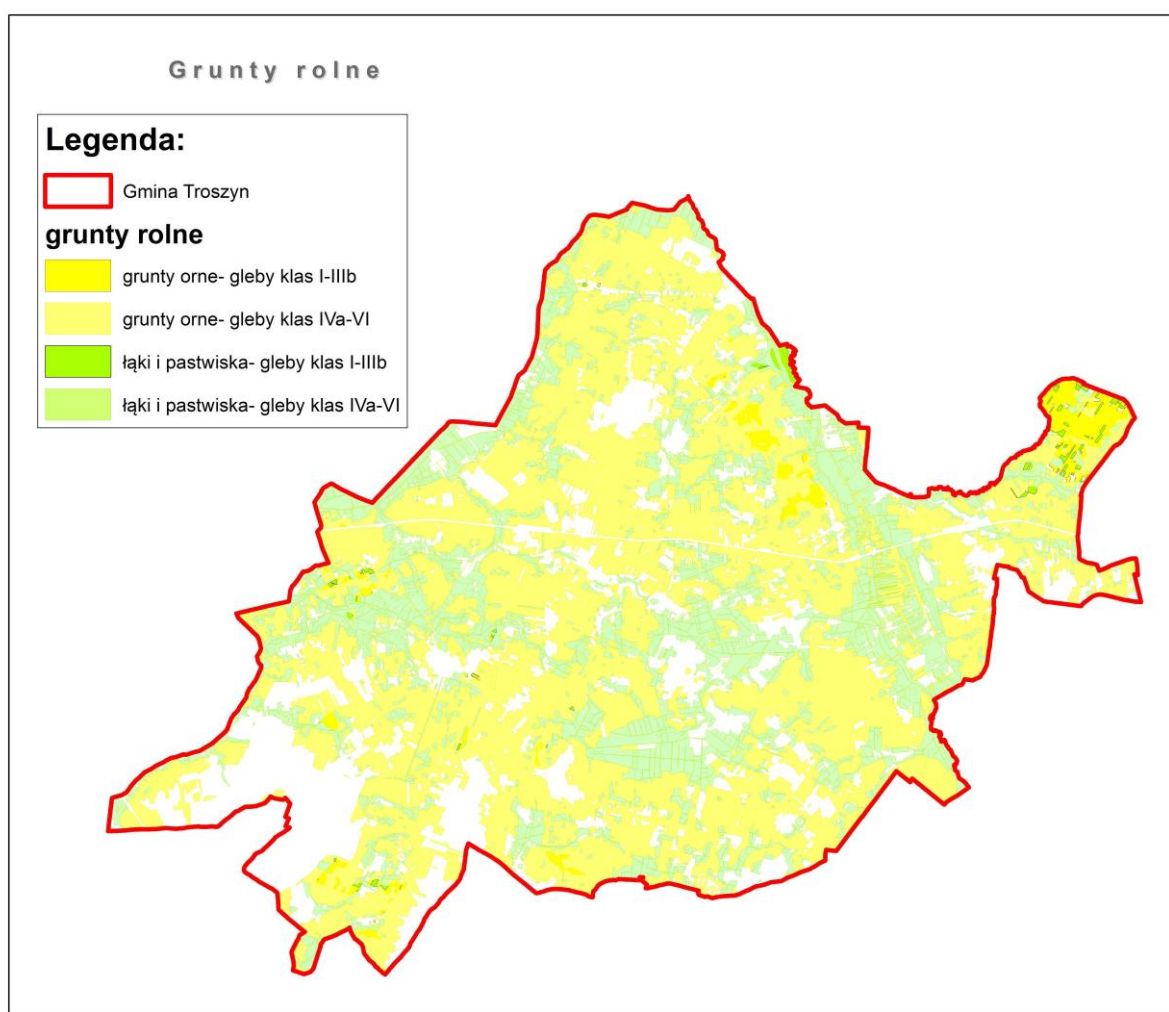 Grunty rolne
Legenda:
Gmina Troszyn
grunty rolne
grunty orne- gleby klas I-IIIb
grunty orne- gleby klas IVa-VI
łąki i pastwiska- gleby klas I-IIIb
łąki i pastwiska- gleby klas IVa-VI